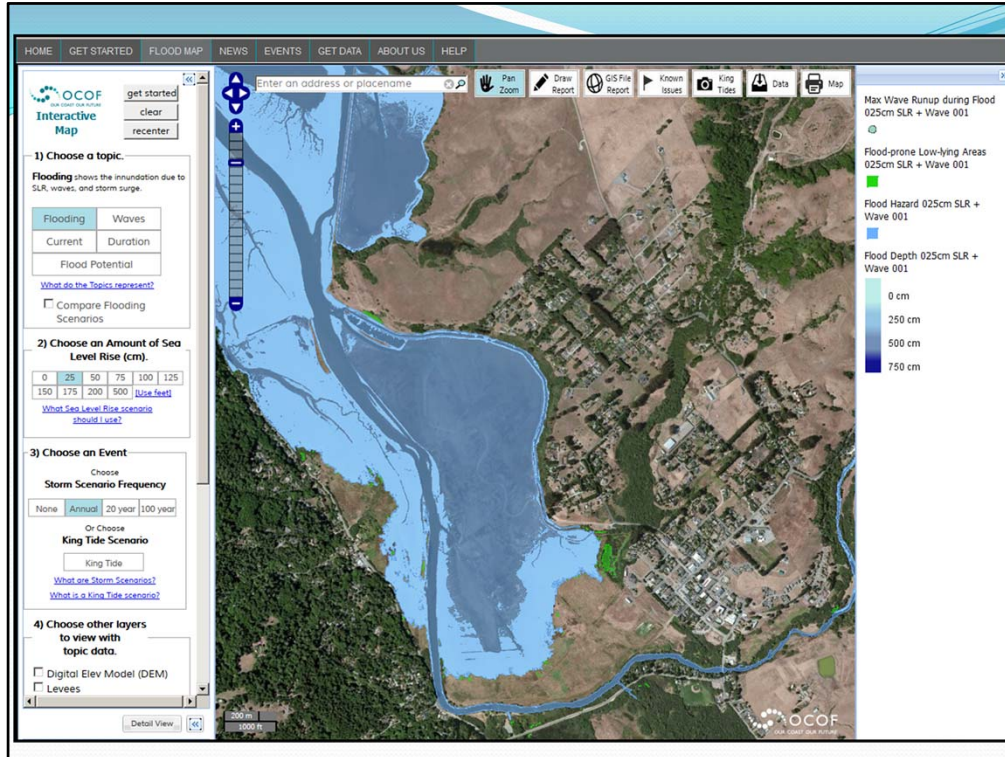 HOME
GET STARTED
FLOOD MAP
NEWS
EVENTS
GET DATA
ABOUT US
HELP
OCOF
OUR COAST OUR FUTURE
Interactive
Map
get started
clear
recenter
1) Choose a topic.
Flooding shows the innundation due to
SLR, waves, and storm surge.
Flooding
Waves
Current
Duration
Flood Potential
What do the Topics represent?
Compare Flooding
Scenarios
2) Choose an Amount of Sea
Level Rise (cm).
0 25 50 75 100 125
150 175 200 500 [Use feet]
What Sea Level Rise scenario
should I use?
3) Choose an Event
Choose
Storm Scenario Frequency
None Annual 20 year 100 year
Or Choose
King Tide Scenario
King Tide
What are Storm Scenarios?
What is a King Tide scenario?
4) Choose other layers
to view with
topic data.
Digital Elev Model (DEM)
Levees
Detail View
Enter an address or placename
Pan
Zoom
Draw
Report
GIS File
Report
Known
Issues
King
Tides
Data
Map
200 m
1000 ft
OCOF
OUR COAST OUR FUTURE
Max Wave Runup during Flood
025cm SLR + Wave 001
Flood-prone Low-lying Areas
025cm SLR + Wave 001
Flood Hazard 025cm SLR +
Wave 001
Flood Depth 025cm SLR +
Wave 001
0 cm
250 cm
500 cm
750 cm